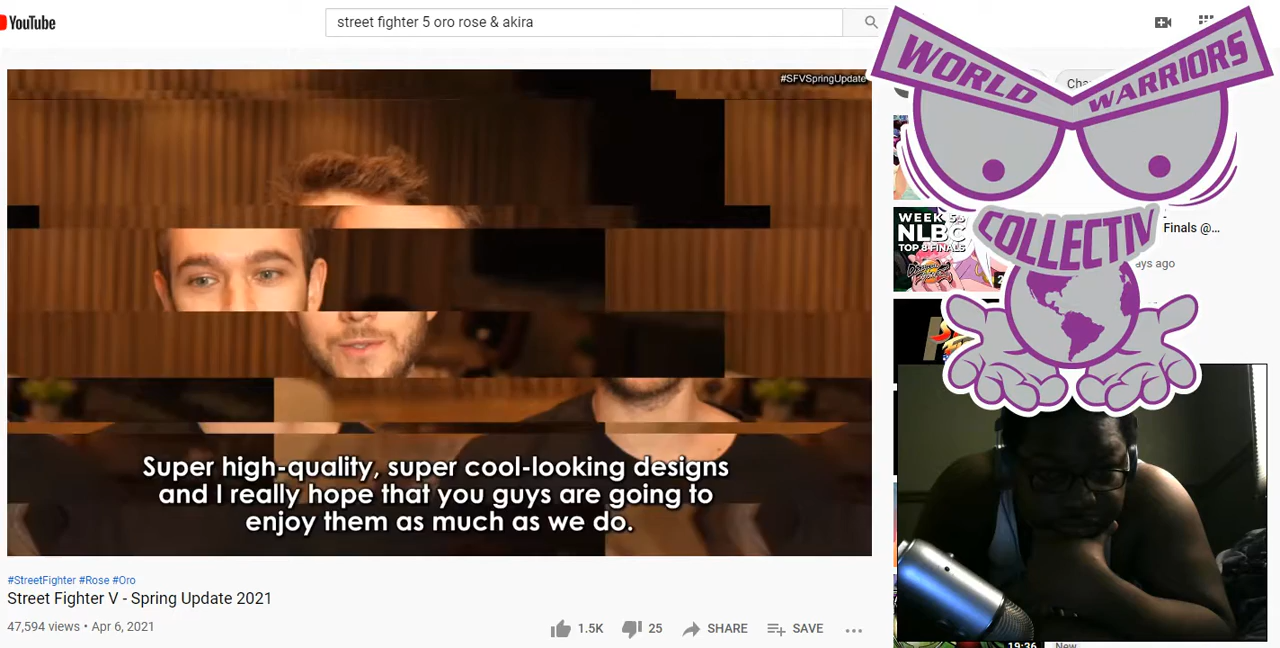 YouTube
street fighter 5 oro rose & akira
#SFVSpringUpdate
WORLD WARRIORS
COLLECTIV
WEEK 53
NLBC
TOP 8 FINALS
Finals @...
ays ago
Super high-quality, super cool-looking designs
and I really hope that you guys are going to
enjoy them as much as we do.
#StreetFighter #Rose #Oro
Street Fighter V - Spring Update 2021
47,594 views • Apr 6, 2021
1.5K
25
SHARE
SAVE
19:36
New